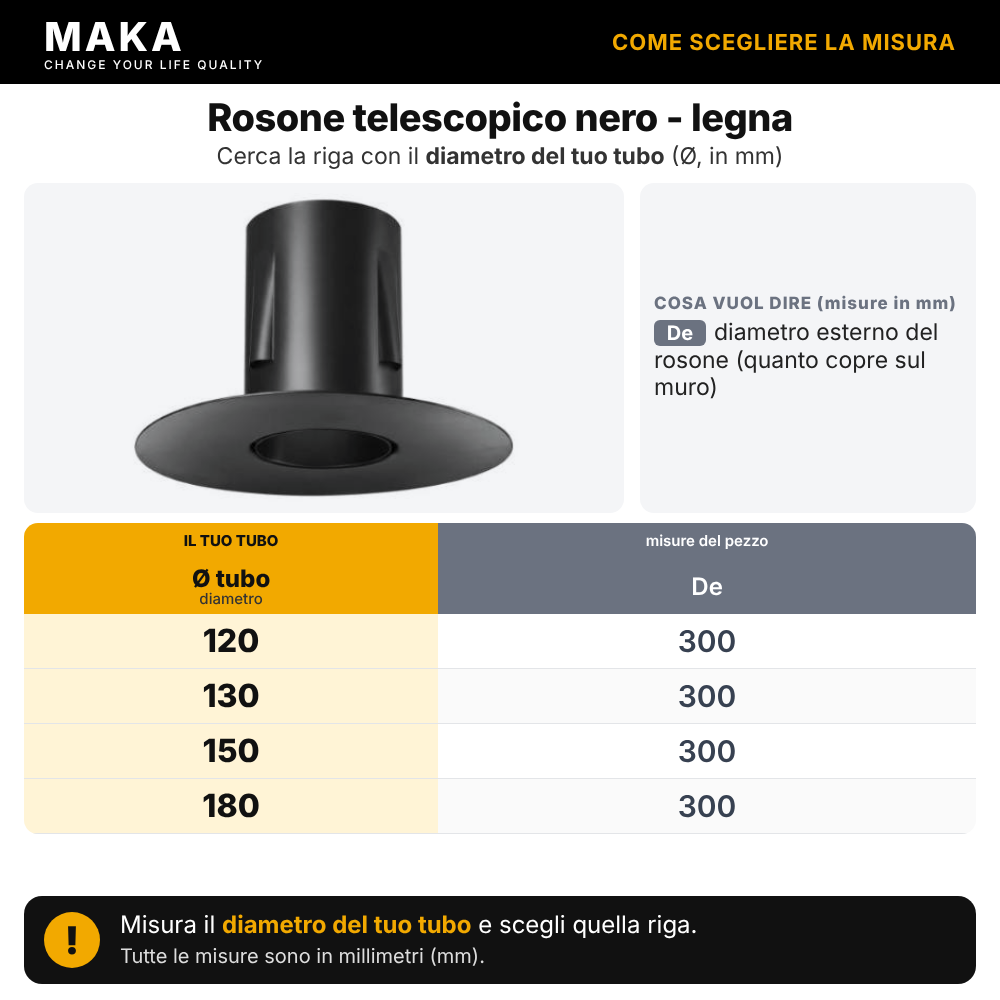 MAKA
CHANGE YOUR LIFE QUALITY
COME SCEGLIERE LA MISURA
Rosone telescopico nero - legna
Cerca la riga con il diametro del tuo tubo (Ø, in mm)
COSA VUOL DIRE (misure in mm)
De diametro esterno del
rosone (quanto copre sul
muro)
IL TUO TUBO
misure del pezzo
Ø tubo
diametro
De
120
300
130
300
150
300
180
300
!
Misura il diametro del tuo tubo e scegli quella riga.
Tutte le misure sono in millimetri (mm).